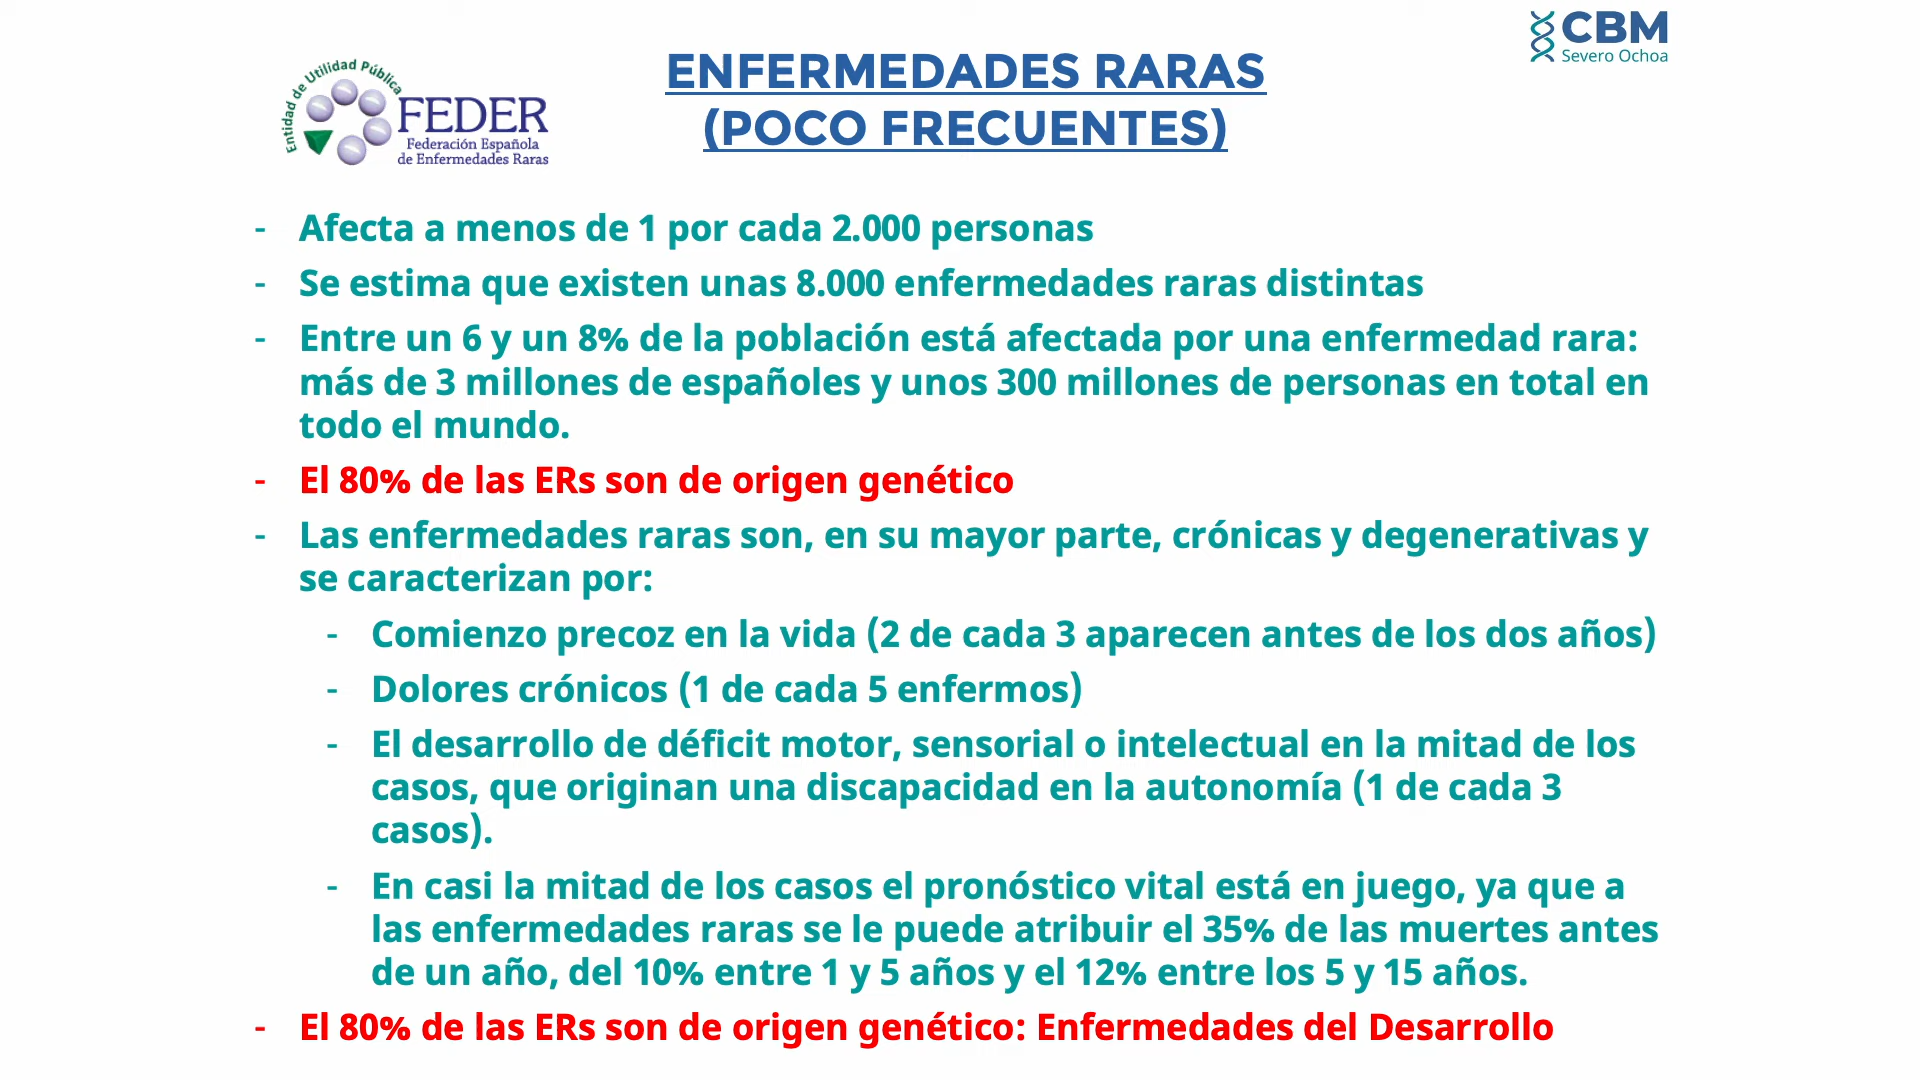 CBM
Severo Ochoa
Entidad de Utilidad Pública
FEDER
Federación Española
de Enfermedades Raras
ENFERMEDADES RARAS
(POCO FRECUENTES)
- Afecta a menos de 1 por cada 2.000 personas
- Se estima que existen unas 8.000 enfermedades raras distintas
- Entre un 6 y un 8% de la población está afectada por una enfermedad rara:
más de 3 millones de españoles y unos 300 millones de personas en total en
todo el mundo.
- El 80% de las ERs son de origen genético
- Las enfermedades raras son, en su mayor parte, crónicas y degenerativas y
se caracterizan por:
- Comienzo precoz en la vida (2 de cada 3 aparecen antes de los dos años)
- Dolores crónicos (1 de cada 5 enfermos)
- El desarrollo de déficit motor, sensorial o intelectual en la mitad de los
casos, que originan una discapacidad en la autonomía (1 de cada 3
casos).
- En casi la mitad de los casos el pronóstico vital está en juego, ya que a
las enfermedades raras se le puede atribuir el 35% de las muertes antes
de un año, del 10% entre 1 y 5 años y el 12% entre los 5 y 15 años.
- El 80% de las ERs son de origen genético: Enfermedades del Desarrollo